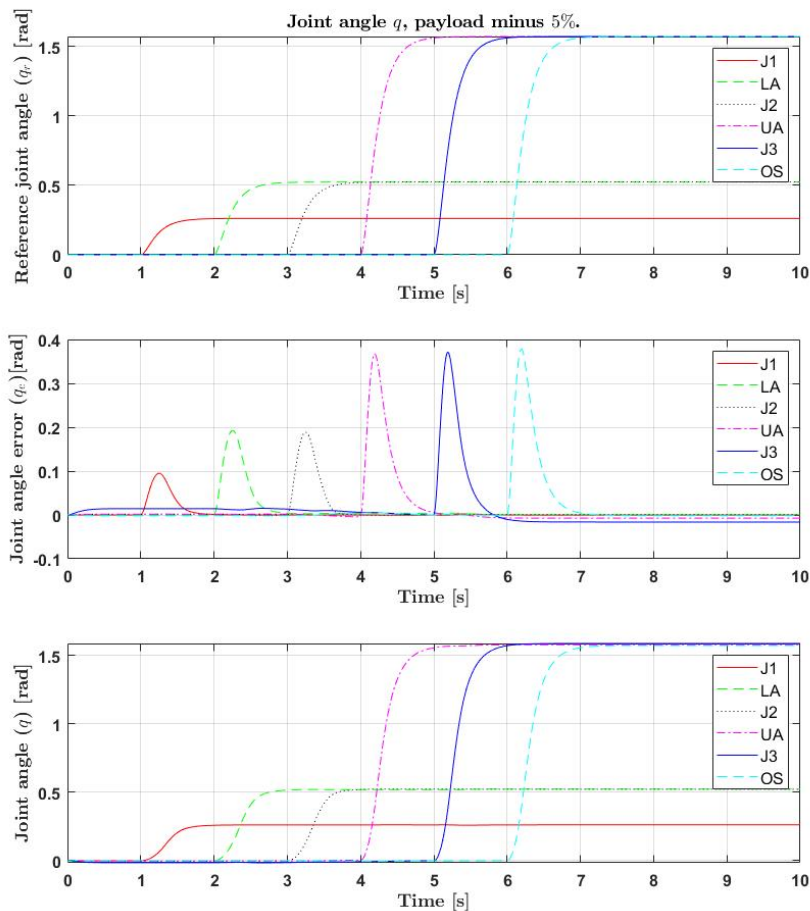 Joint angle q, payload minus 5%.
Reference joint angle (qr) [rad]
1.5
1
0.5
0
J1
LA
J2
UA
J3
OS
0 1 2 3 4 5 6 7 8 9 10
Time [s]
Joint angle error (qe)[rad]
0.4
0.3
0.2
0.1
0
-0.1
J1
LA
J2
UA
J3
OS
0 1 2 3 4 5 6 7 8 9 10
Time [s]
Joint angle (q) [rad]
1.5
1
0.5
0
J1
LA
J2
UA
J3
OS
0 1 2 3 4 5 6 7 8 9 10
Time [s]